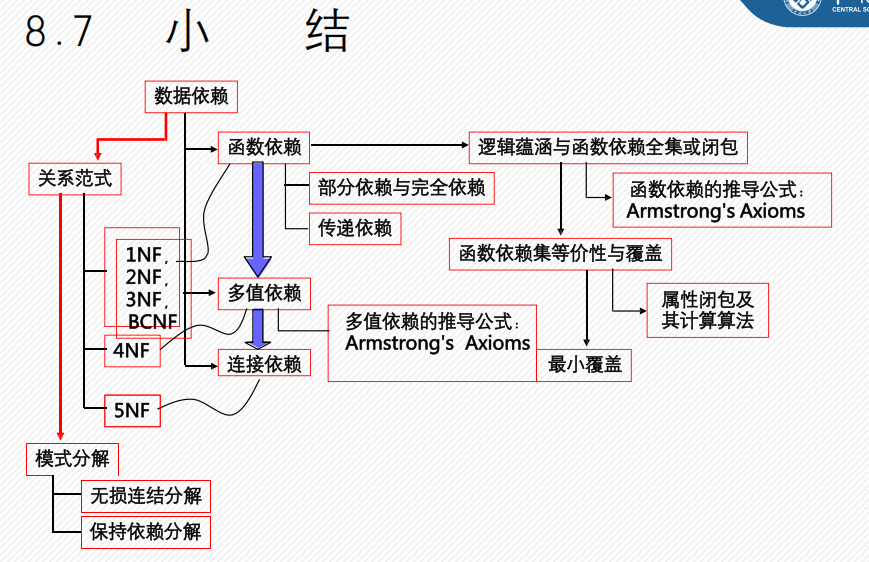 8.7 小 结
CENTRAL SO
数据依赖
函数依赖
逻辑蕴涵与函数依赖全集或闭包
关系范式
部分依赖与完全依赖
函数依赖的推导公式：
Armstrong's Axioms
传递依赖
1NF,
2NF,
3NF,
BCNF
函数依赖集等价性与覆盖
多值依赖
属性闭包及
其计算算法
多值依赖的推导公式：
Armstrong's Axioms
4NF
连接依赖
最小覆盖
5NF
模式分解
无损连结分解
保持依赖分解